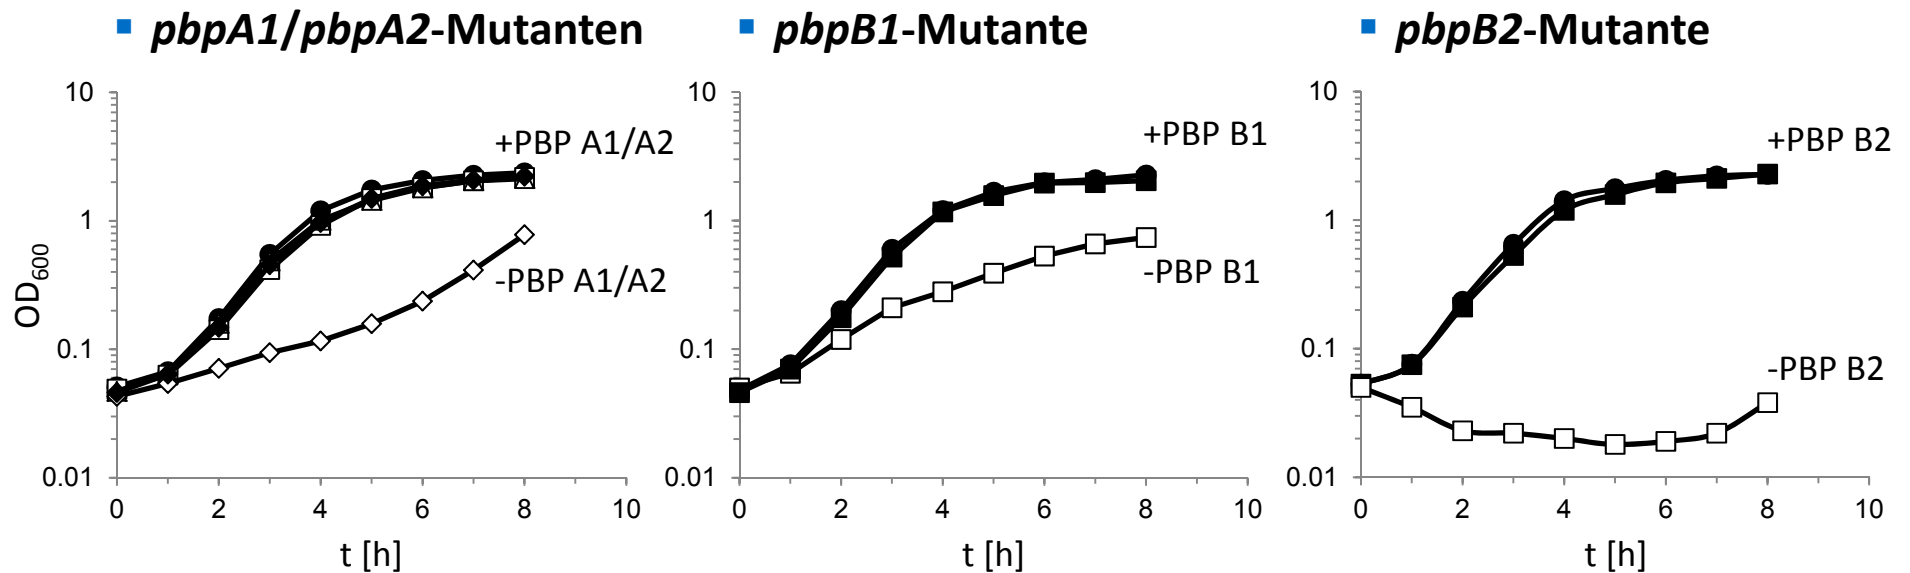 pbpA1/pbpA2-Mutanten
10
1
0.1
0.01
OD600
+PBP A1/A2
-PBP A1/A2
0 2 4 6 8 10
t [h]
pbpB1-Mutante
10
1
0.1
0.01
+PBP B1
-PBP B1
0 2 4 6 8 10
t [h]
pbpB2-Mutante
10
1
0.1
0.01
+PBP B2
-PBP B2
0 2 4 6 8 10
t [h]